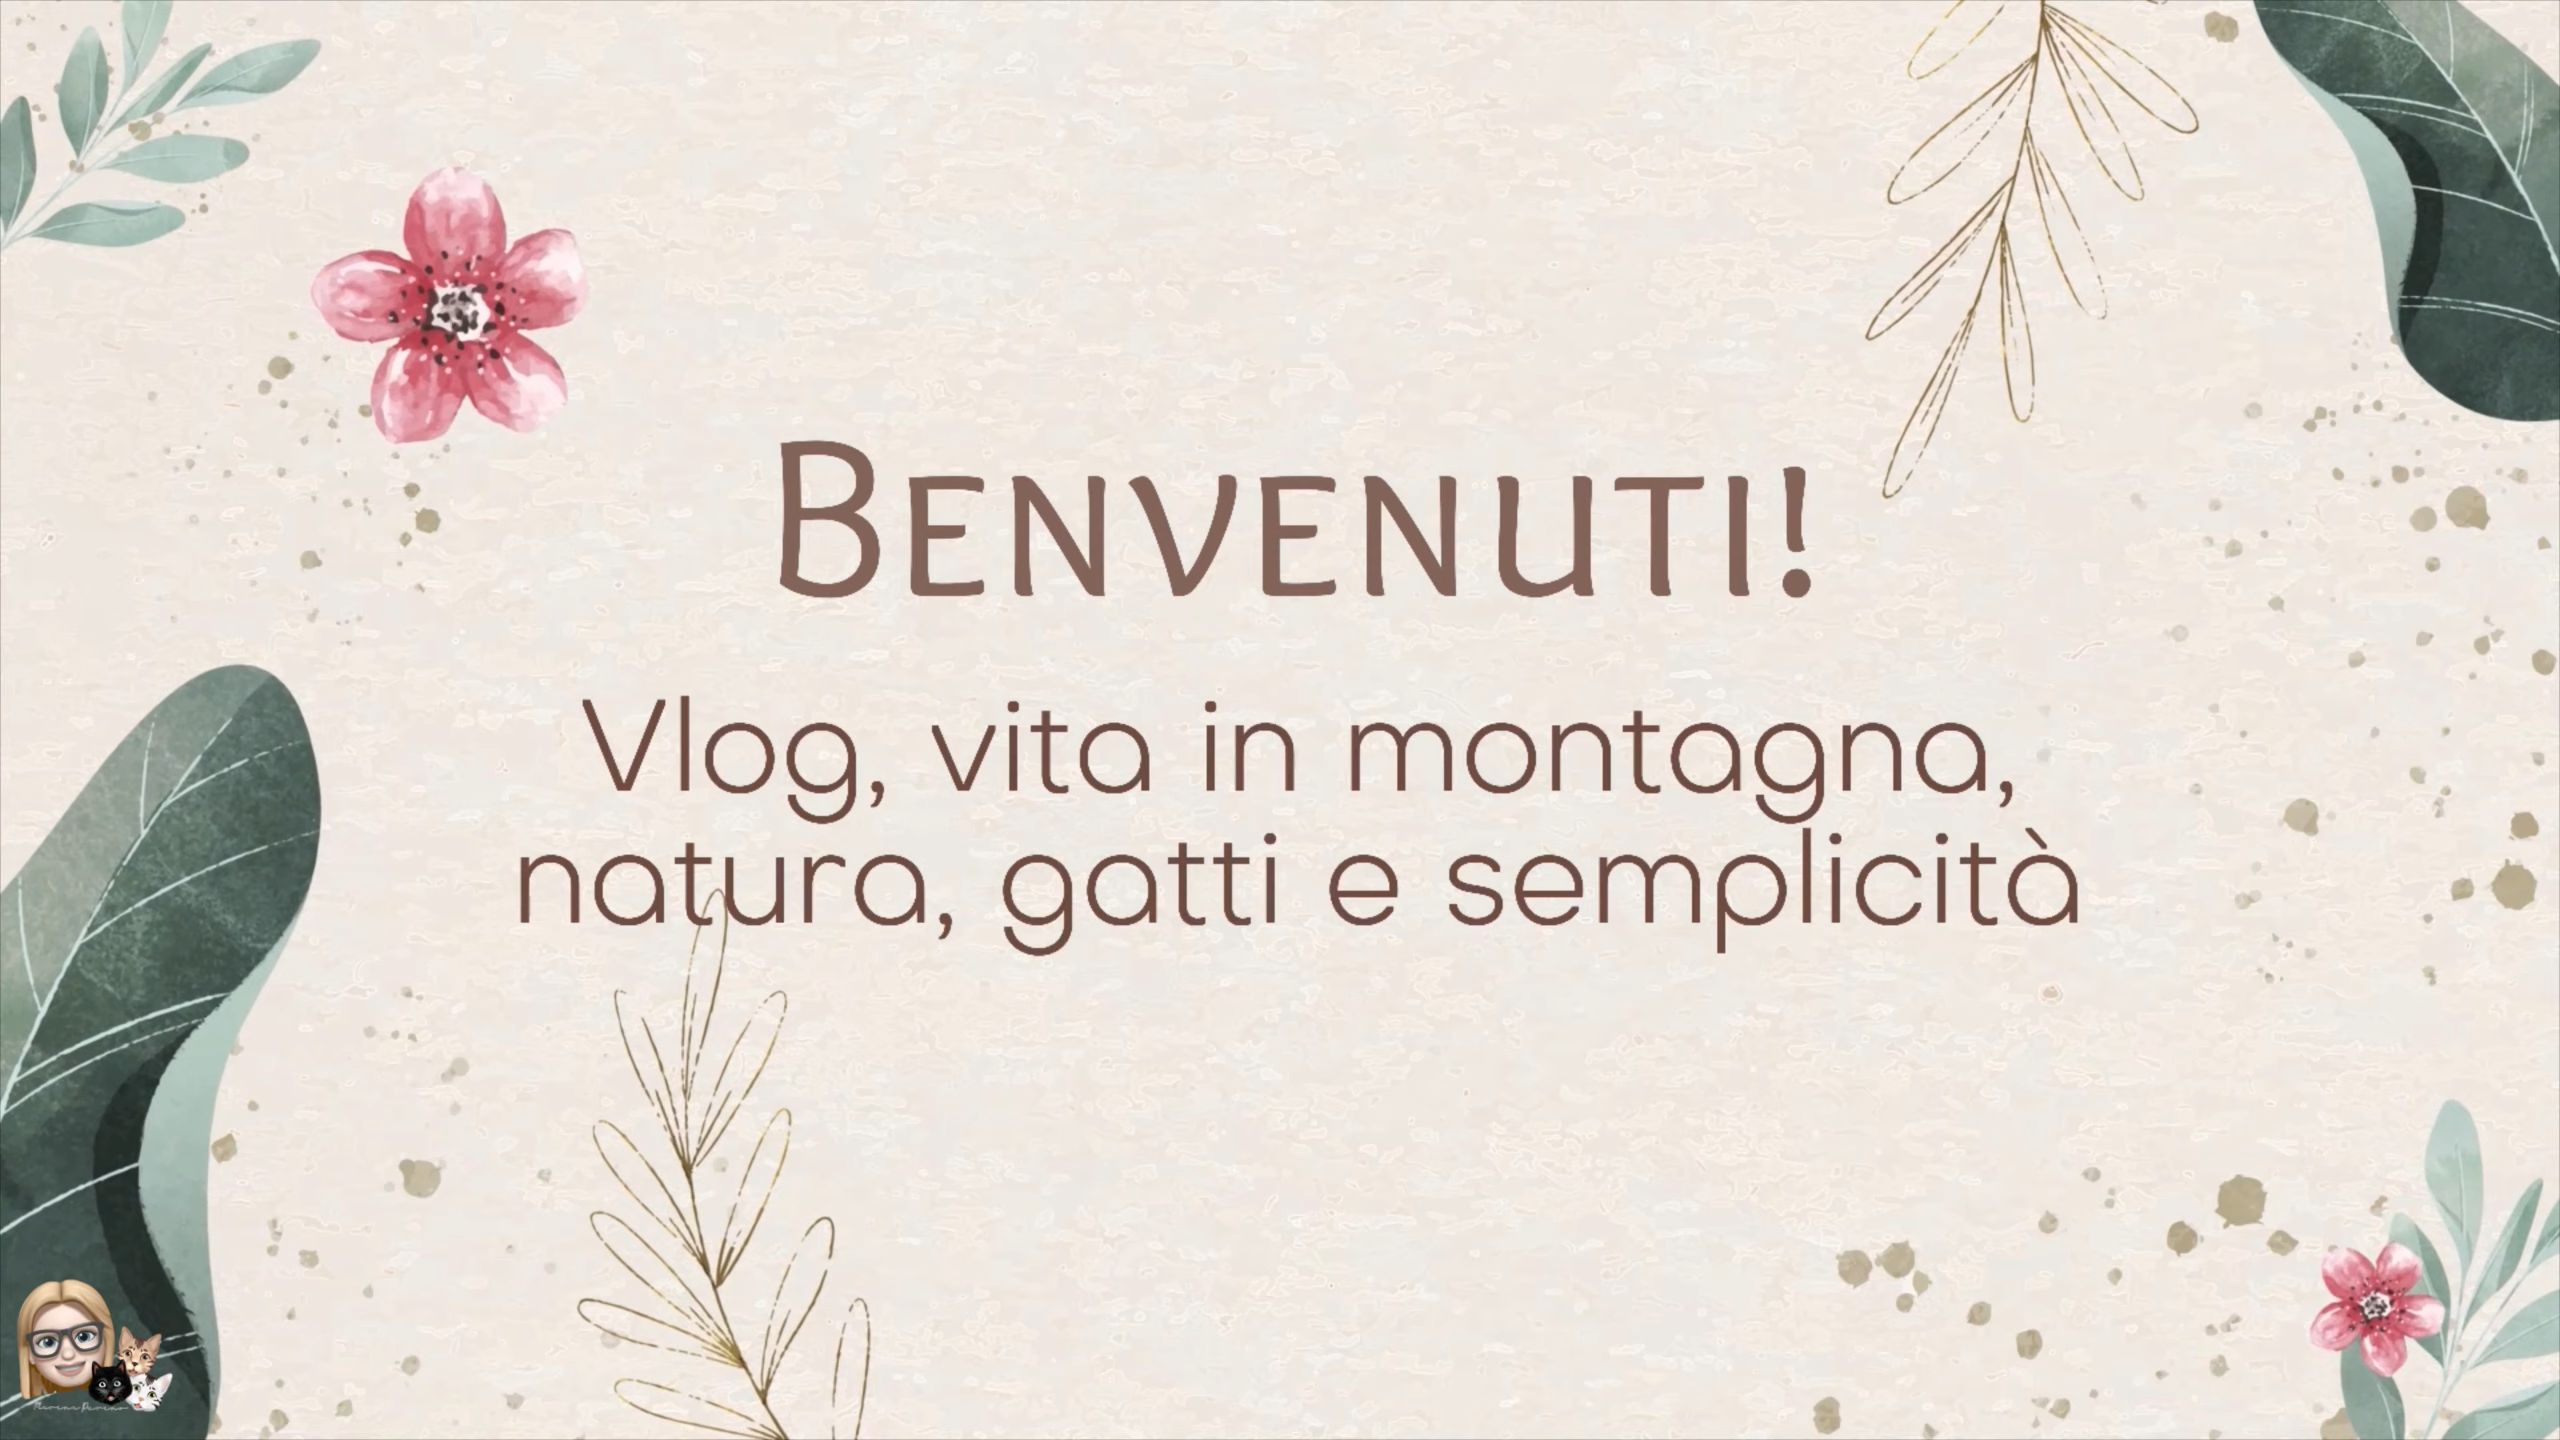 BENVENUTI!
Vlog, vita in montagna,
natura, gatti e semplicità